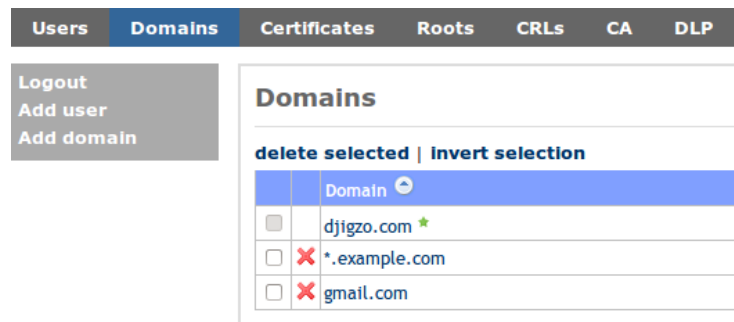 Users Domains Certificates Roots CRLs CA DLP
Logout
Add user
Add domain
Domains
delete selected | invert selection
Domain
djigzo.com
*.example.com
gmail.com